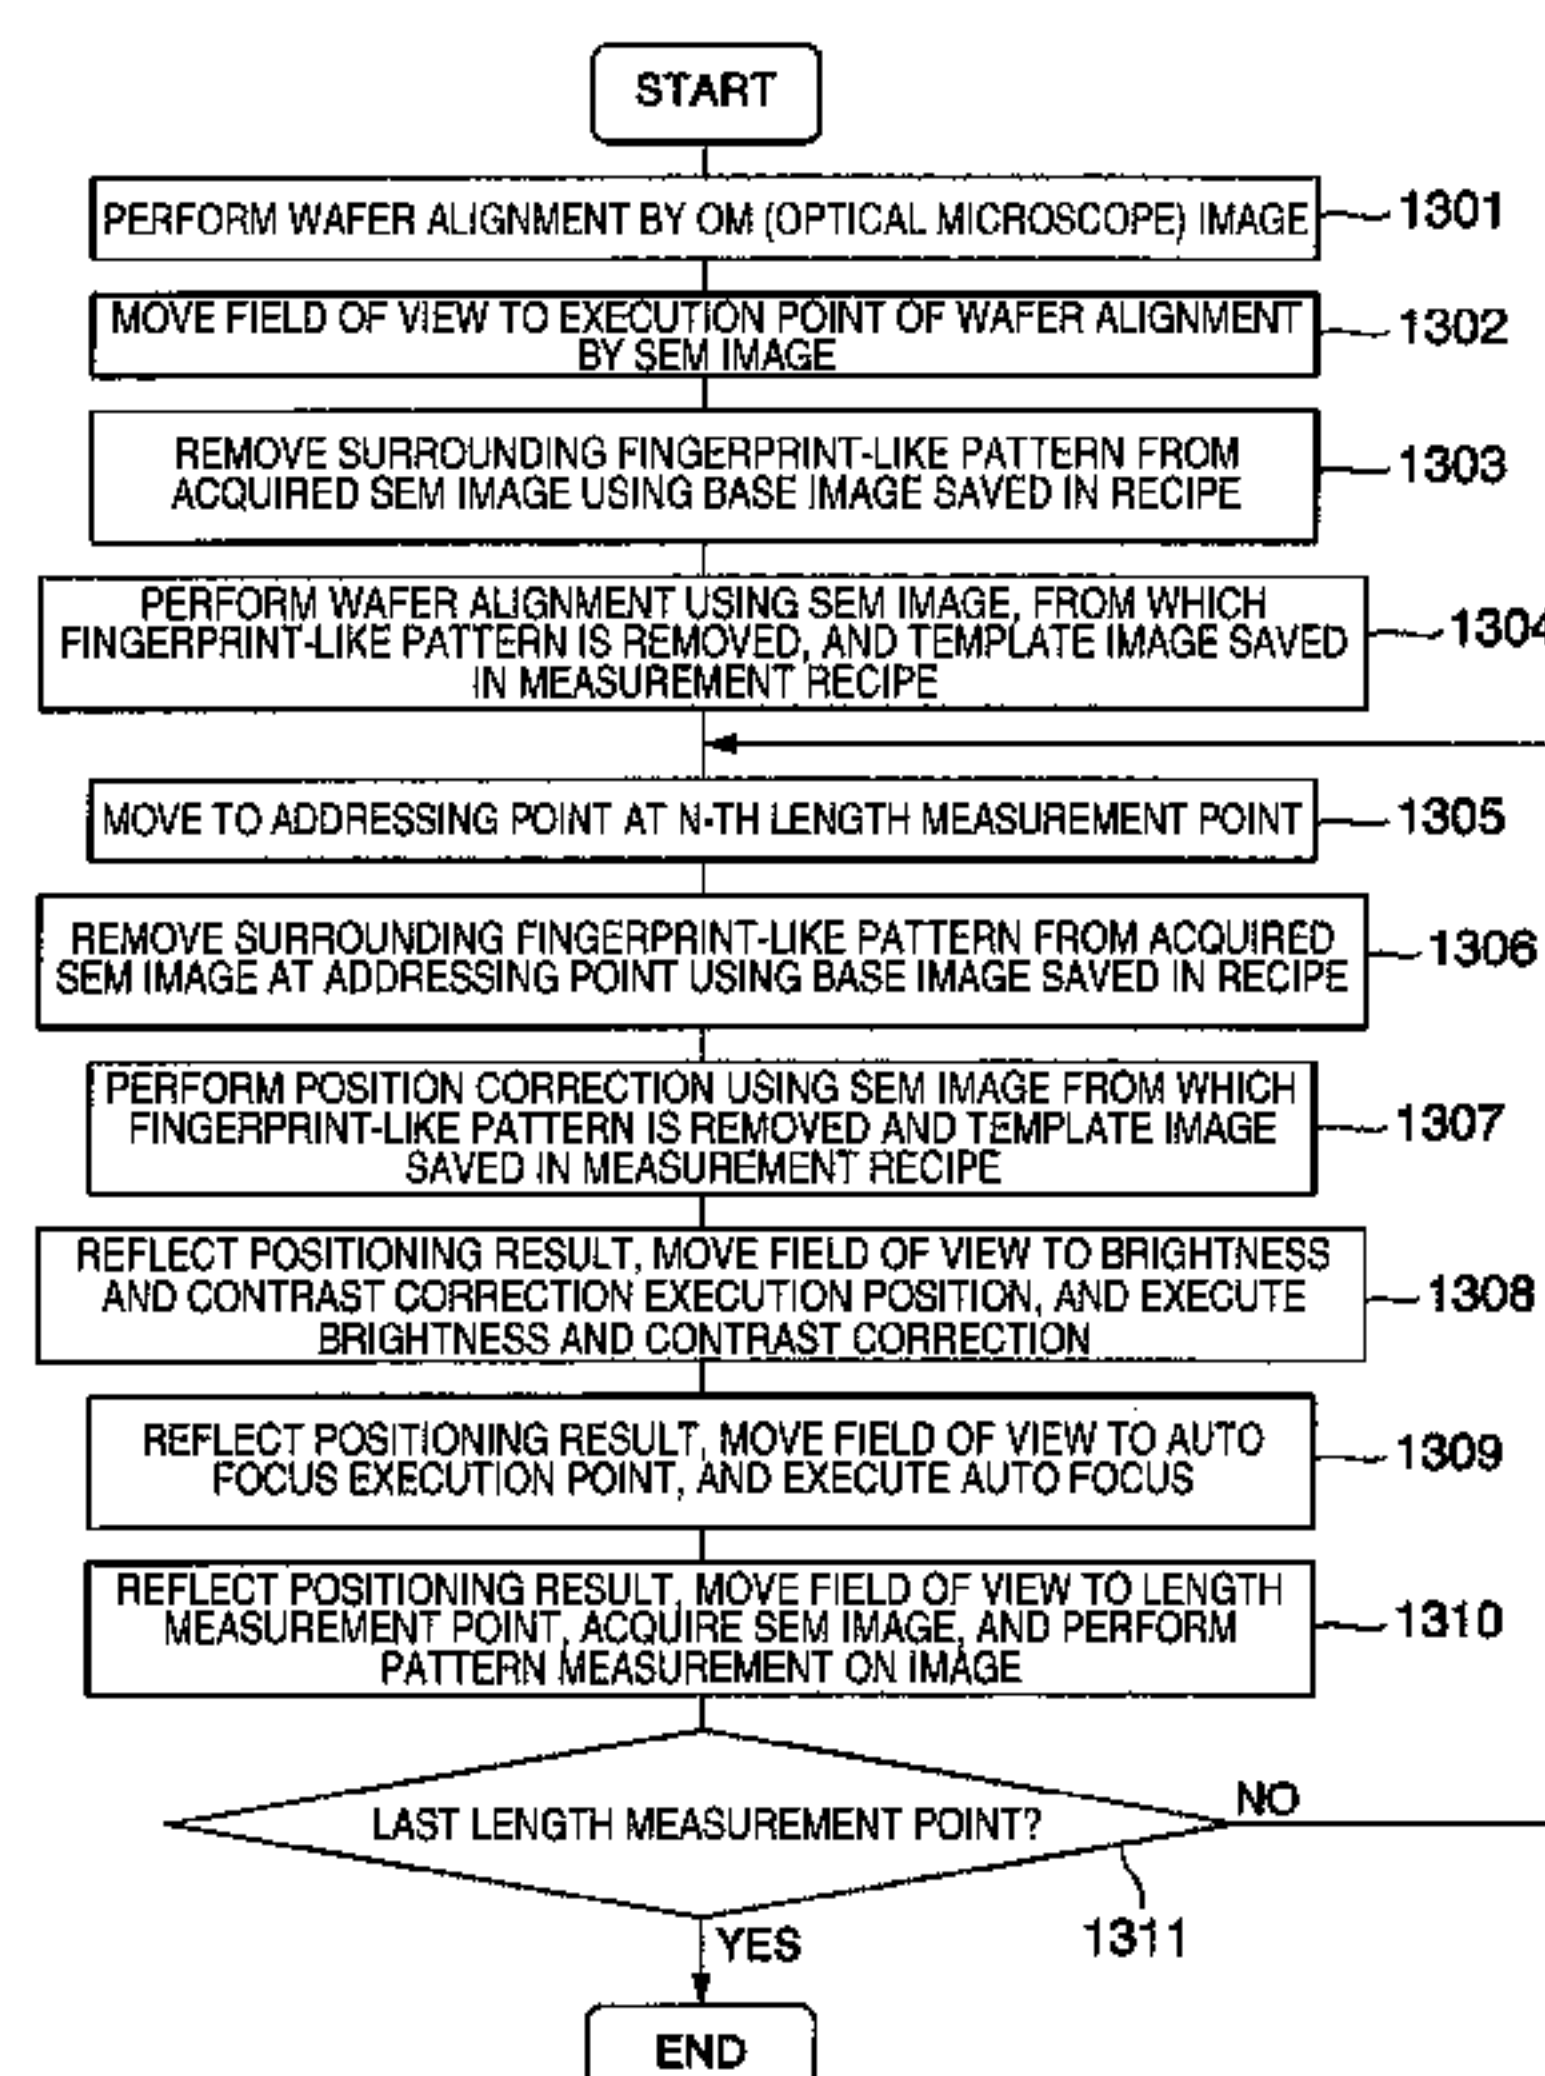 START
PERFORM WAFER ALIGNMENT BY OM (OPTICAL MICROSCOPE) IMAGE
1301
MOVE FIELD OF VIEW TO EXECUTION POINT OF WAFER ALIGNMENT
BY SEM IMAGE
1302
REMOVE SURROUNDING FINGERPRINT-LIKE PATTERN FROM
ACQUIRED SEM IMAGE USING BASE IMAGE SAVED IN RECIPE
1303
PERFORM WAFER ALIGNMENT USING SEM IMAGE, FROM WHICH
FINGERPRINT-LIKE PATTERN IS REMOVED, AND TEMPLATE IMAGE SAVED
IN MEASUREMENT RECIPE
1304
MOVE TO ADDRESSING POINT AT N-TH LENGTH MEASUREMENT POINT
1305
REMOVE SURROUNDING FINGERPRINT-LIKE PATTERN FROM ACQUIRED
SEM IMAGE AT ADDRESSING POINT USING BASE IMAGE SAVED IN RECIPE
1306
PERFORM POSITION CORRECTION USING SEM IMAGE FROM WHICH
FINGERPRINT-LIKE PATTERN IS REMOVED AND TEMPLATE IMAGE
SAVED IN MEASUREMENT RECIPE
1307
REFLECT POSITIONING RESULT, MOVE FIELD OF VIEW TO BRIGHTNESS
AND CONTRAST CORRECTION EXECUTION POSITION, AND EXECUTE
BRIGHTNESS AND CONTRAST CORRECTION
1308
REFLECT POSITIONING RESULT, MOVE FIELD OF VIEW TO AUTO
FOCUS EXECUTION POINT, AND EXECUTE AUTO FOCUS
1309
REFLECT POSITIONING RESULT, MOVE FIELD OF VIEW TO LENGTH
MEASUREMENT POINT, ACQUIRE SEM IMAGE, AND PERFORM
PATTERN MEASUREMENT ON IMAGE
1310
LAST LENGTH MEASUREMENT POINT?
NO
1311
YES
END